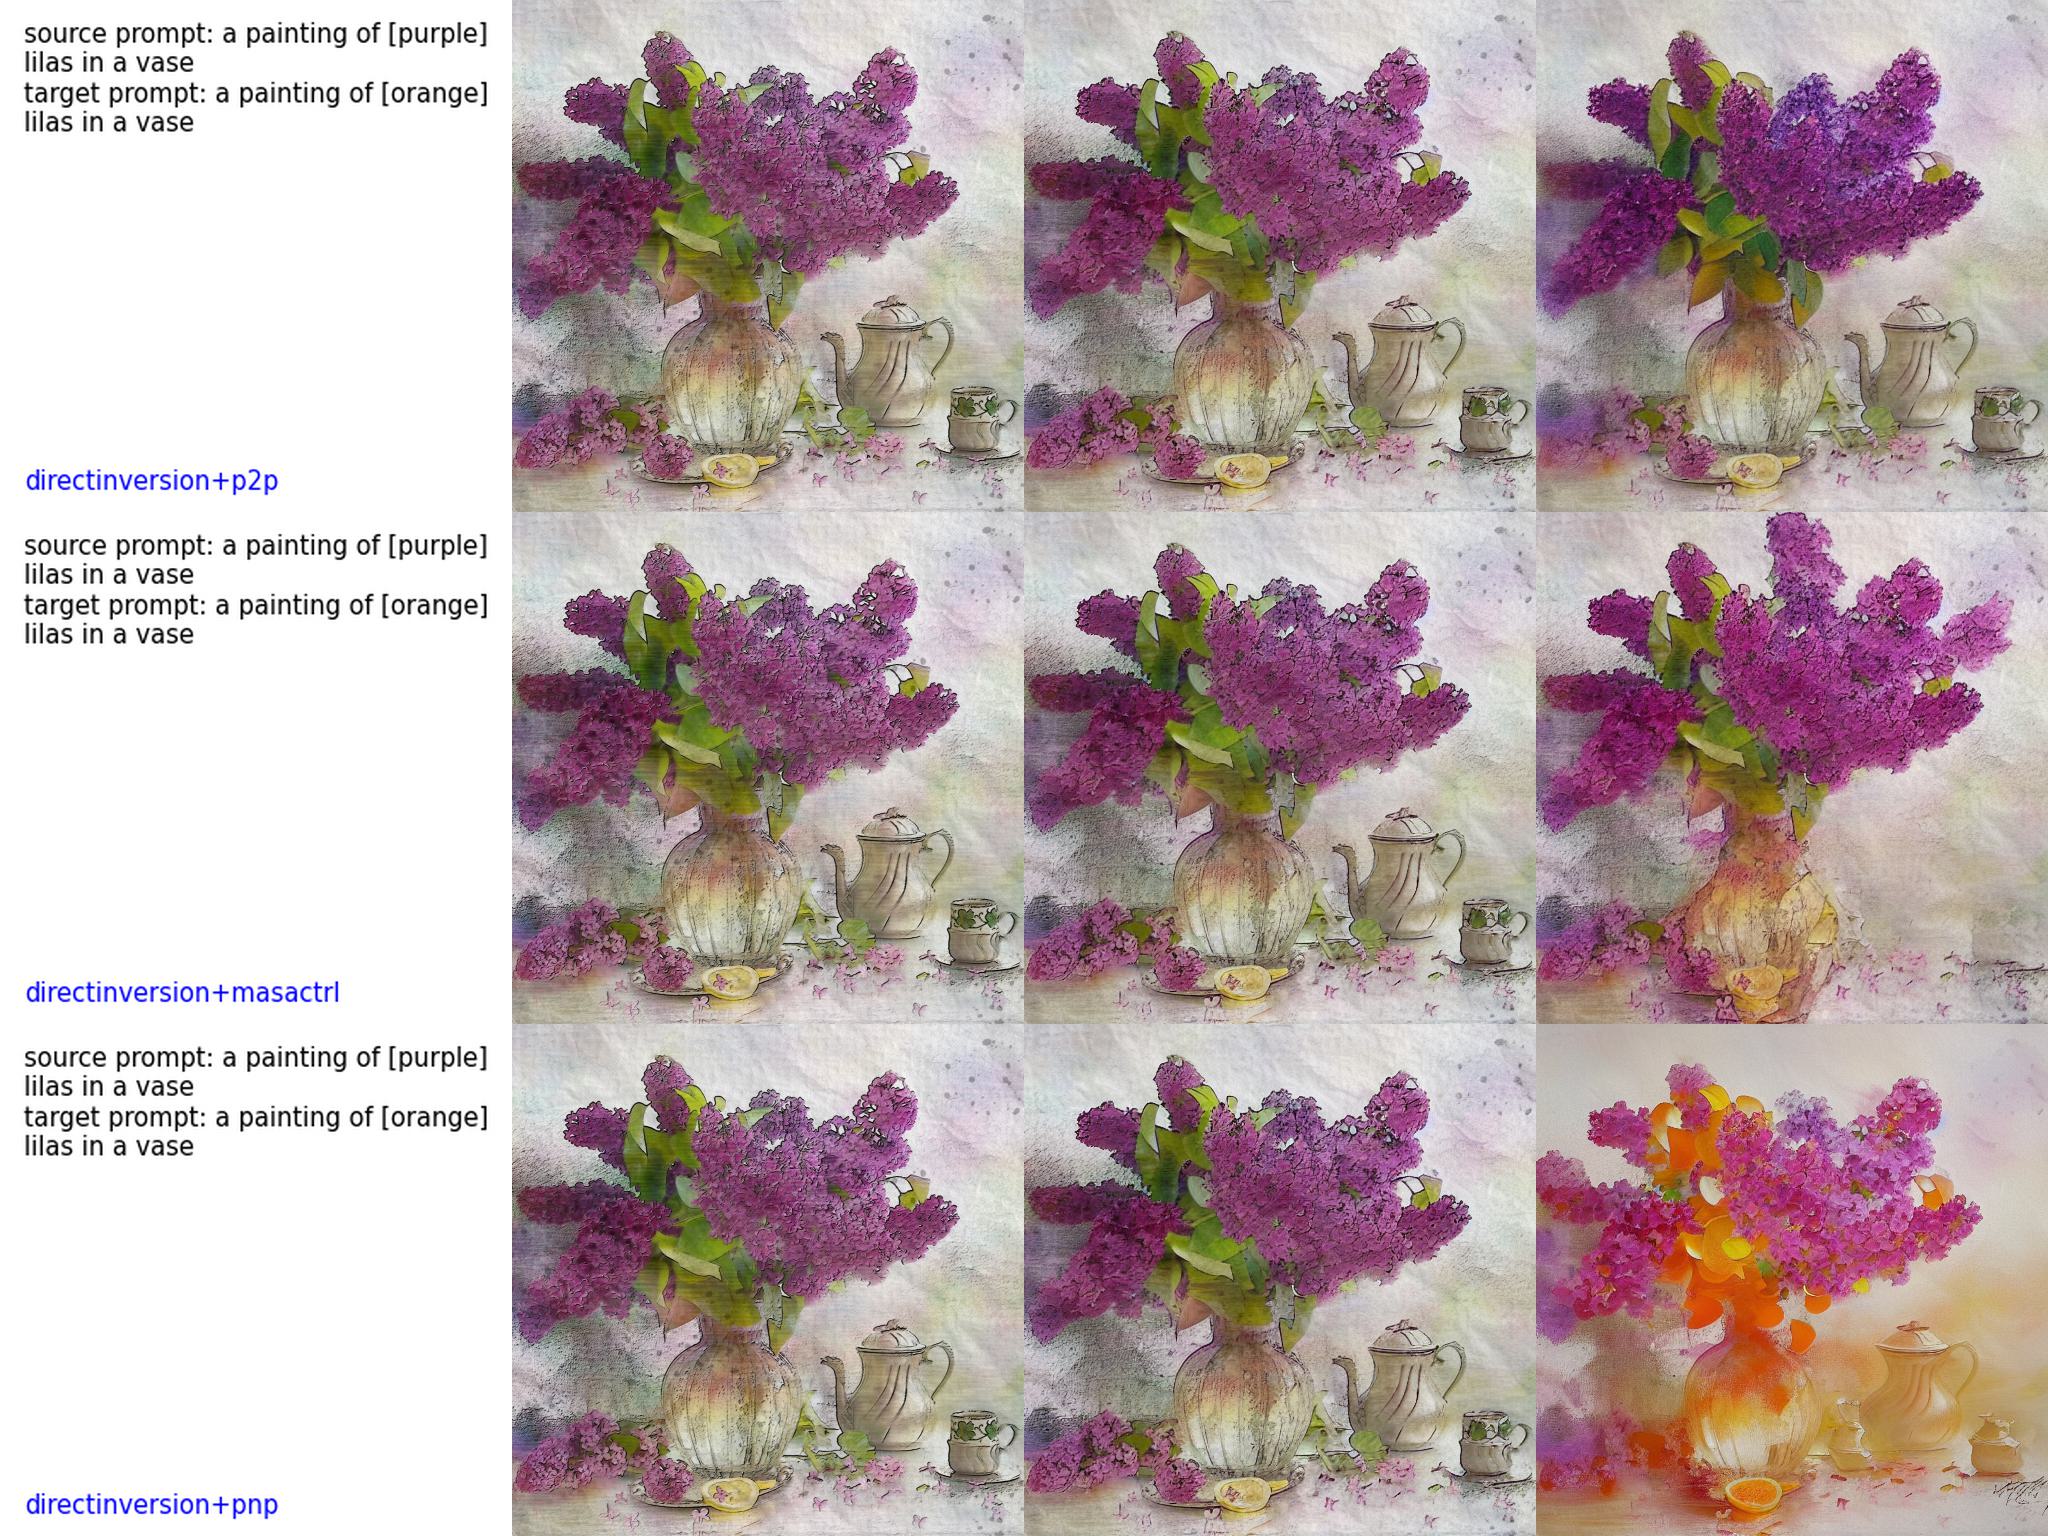 source prompt: a painting of [purple]
lilas in a vase
target prompt: a painting of [orange]
lilas in a vase
directinversion+p2p
source prompt: a painting of [purple]
lilas in a vase
target prompt: a painting of [orange]
lilas in a vase
directinversion+masactrl
source prompt: a painting of [purple]
lilas in a vase
target prompt: a painting of [orange]
lilas in a vase
directinversion+pnp